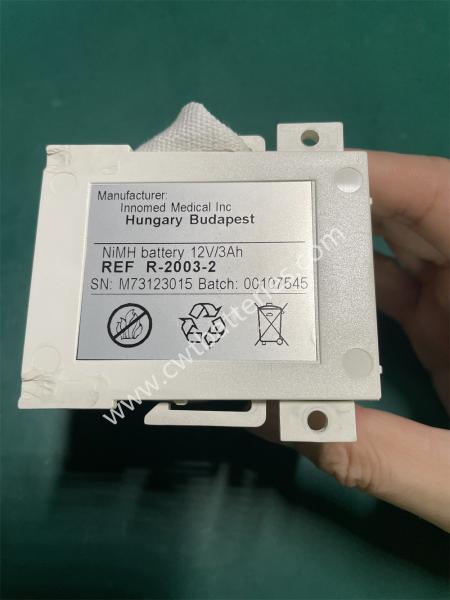 Manufacturer:
Innomed Medical Inc
Hungary Budapest
NiMH battery 12V/3Ah
REF R-2003-2
SN: M73123015 Batch: 00107545
www.cwtbatteries.com